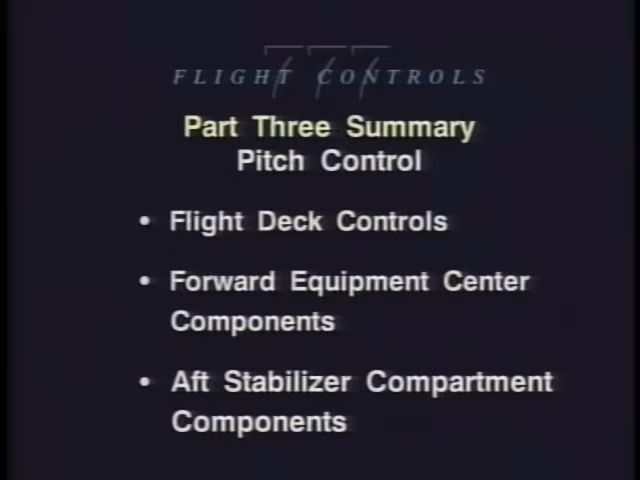 FLIGHT CONTROLS
Part Three Summary
Pitch Control
• Flight Deck Controls
• Forward Equipment Center
Components
• Aft Stabilizer Compartment
Components